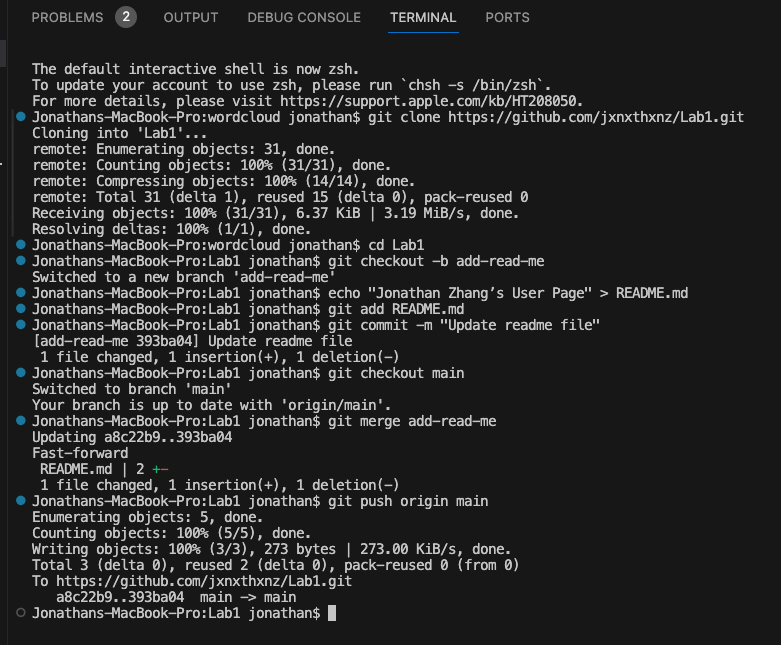 PROBLEMS 2 OUTPUT DEBUG CONSOLE TERMINAL PORTS
The default interactive shell is now zsh.
To update your account to use zsh, please run `chsh -s /bin/zsh`.
For more details, please visit https://support.apple.com/kb/HT208050.
Jonathans-MacBook-Pro:wordcloud jonathan$ git clone https://github.com/jxnxthxnz/Lab1.git
Cloning into 'Lab1'...
remote: Enumerating objects: 31, done.
remote: Counting objects: 100% (31/31), done.
remote: Compressing objects: 100% (14/14), done.
remote: Total 31 (delta 1), reused 15 (delta 0), pack-reused 0
Receiving objects: 100% (31/31), 6.37 KiB | 3.19 MiB/s, done.
Resolving deltas: 100% (1/1), done.
Jonathans-MacBook-Pro:wordcloud jonathan$ cd Lab1
Jonathans-MacBook-Pro:Lab1 jonathan$ git checkout -b add-read-me
Switched to a new branch 'add-read-me'
Jonathans-MacBook-Pro:Lab1 jonathan$ echo "Jonathan Zhang’s User Page" > README.md
Jonathans-MacBook-Pro:Lab1 jonathan$ git add README.md
Jonathans-MacBook-Pro:Lab1 jonathan$ git commit -m "Update readme file"
[add-read-me 393ba04] Update readme file
 1 file changed, 1 insertion(+), 1 deletion(-)
Jonathans-MacBook-Pro:Lab1 jonathan$ git checkout main
Switched to branch 'main'
Your branch is up to date with 'origin/main'.
Jonathans-MacBook-Pro:Lab1 jonathan$ git merge add-read-me
Updating a8c22b9..393ba04
Fast-forward
 README.md | 2 +-
 1 file changed, 1 insertion(+), 1 deletion(-)
Jonathans-MacBook-Pro:Lab1 jonathan$ git push origin main
Enumerating objects: 5, done.
Counting objects: 100% (5/5), done.
Writing objects: 100% (3/3), 273 bytes | 273.00 KiB/s, done.
Total 3 (delta 0), reused 2 (delta 0), pack-reused 0 (from 0)
To https://github.com/jxnxthxnz/Lab1.git
   a8c22b9..393ba04  main -> main
Jonathans-MacBook-Pro:Lab1 jonathan$